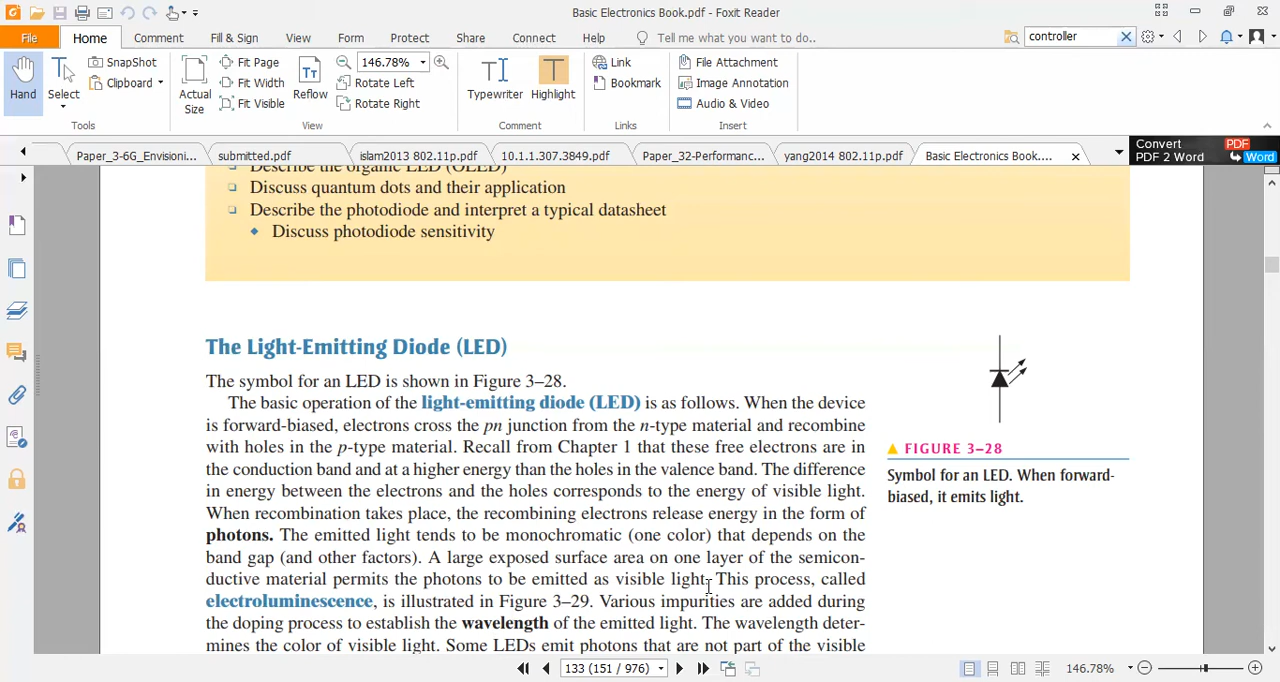 Basic Electronics Book.pdf - Foxit Reader
File Home Comment Fill & Sign View Form Protect Share Connect Help Tell me what you want to do.. controller
Hand Select SnapShot Clipboard Actual Size Fit Page Fit Width Fit Visible Reflow 146.78% Rotate Left Rotate Right Typewriter Highlight Link Bookmark File Attachment Image Annotation Audio & Video
Tools View Comment Links Insert
Paper_3-6G_Envisioni... submitted.pdf islam2013 802.11p.pdf 10.1.1.307.3849.pdf Paper_32-Performanc... yang2014 802.11p.pdf Basic Electronics Book.... Convert PDF 2 Word PDF Word
Describe the organic LED (OLED)
Discuss quantum dots and their application
Describe the photodiode and interpret a typical datasheet
Discuss photodiode sensitivity
The Light-Emitting Diode (LED)
The symbol for an LED is shown in Figure 3–28.
The basic operation of the light-emitting diode (LED) is as follows. When the device
is forward-biased, electrons cross the pn junction from the n-type material and recombine
with holes in the p-type material. Recall from Chapter 1 that these free electrons are in
the conduction band and at a higher energy than the holes in the valence band. The difference
in energy between the electrons and the holes corresponds to the energy of visible light.
When recombination takes place, the recombining electrons release energy in the form of
photons. The emitted light tends to be monochromatic (one color) that depends on the
band gap (and other factors). A large exposed surface area on one layer of the semicon-
ductive material permits the photons to be emitted as visible light. This process, called
electroluminescence, is illustrated in Figure 3–29. Various impurities are added during
the doping process to establish the wavelength of the emitted light. The wavelength deter-
mines the color of visible light. Some LEDs emit photons that are not part of the visible
FIGURE 3–28
Symbol for an LED. When forward-
biased, it emits light.
133 (151 / 976) 146.78%